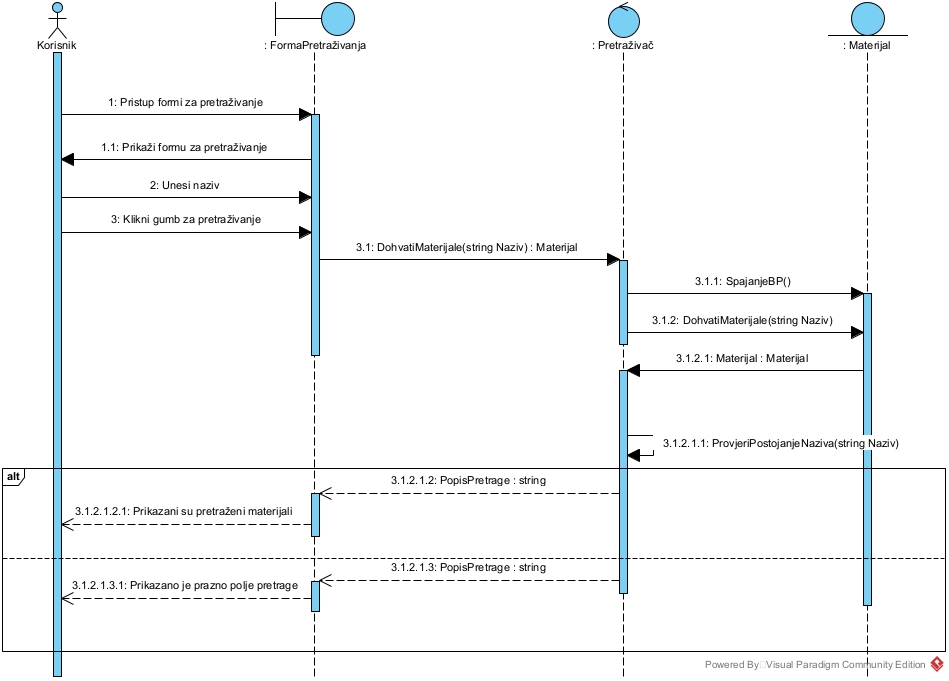 Korisnik
: FormaPretraživanja
: Pretraživač
: Materijal
1: Pristup formi za pretraživanje
1.1: Prikaži formu za pretraživanje
2: Unesi naziv
3: Klikni gumb za pretraživanje
3.1: DohvatiMaterijale(string Naziv) : Materijal
3.1.1: SpajanjeBP()
3.1.2: DohvatiMaterijale(string Naziv)
3.1.2.1: Materijal : Materijal
3.1.2.1.1: ProvjeriPostojanjeNaziva(string Naziv)
alt
3.1.2.1.2: PopisPretrage : string
3.1.2.1.2.1: Prikazani su pretraženi materijali
3.1.2.1.3: PopisPretrage : string
3.1.2.1.3.1: Prikazano je prazno polje pretrage
Powered By Visual Paradigm Community Edition